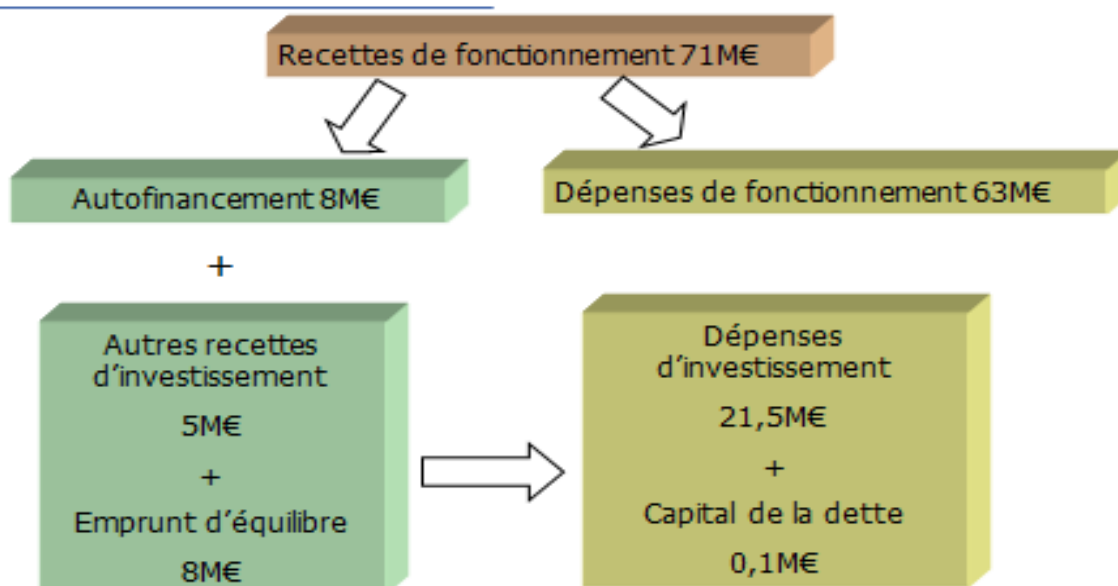 Recettes de fonctionnement 71M€
Autofinancement 8M€
Dépenses de fonctionnement 63M€
+
Autres recettes
d'investissement
5M€
+
Emprunt d'équilibre
8M€
Dépenses
d'investissement
21,5M€
+
Capital de la dette
0,1M€